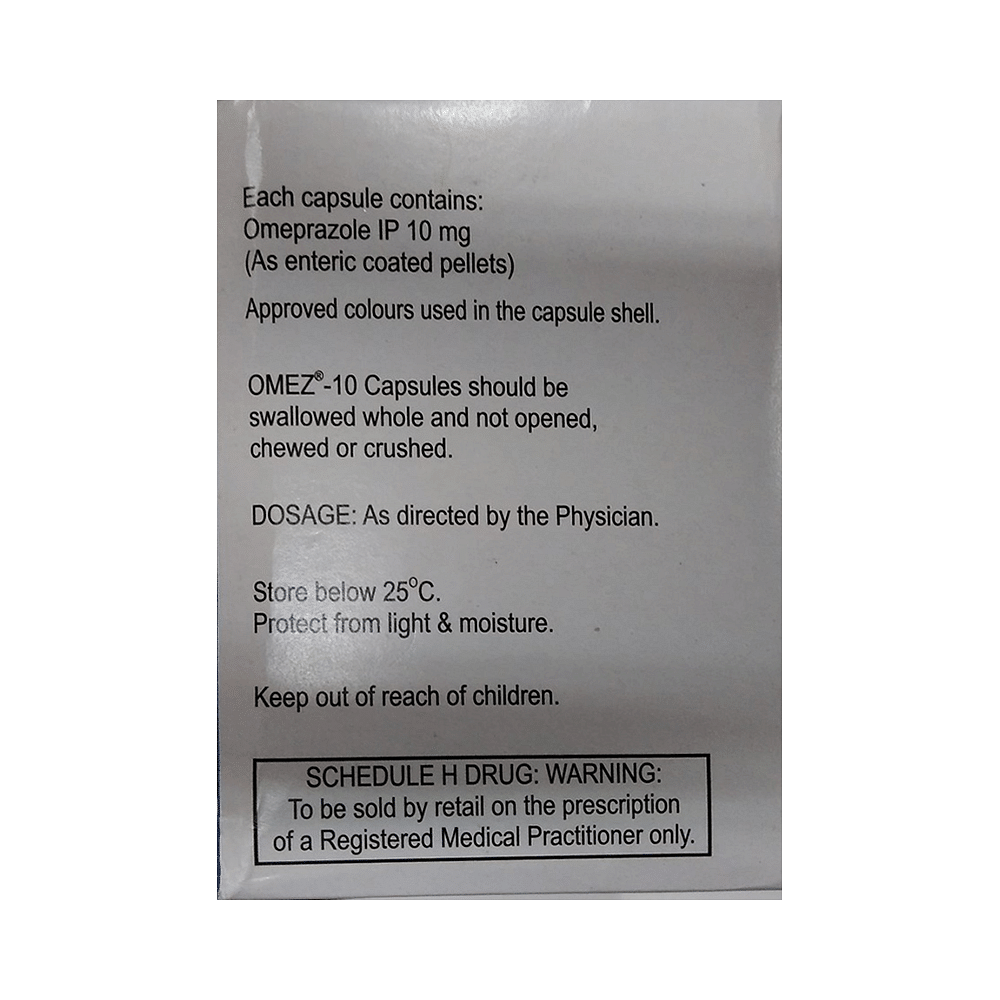 Each capsule contains:
Omeprazole IP 10 mg
(As enteric coated pellets)
Approved colours used in the capsule shell.
OMEZ®-10 Capsules should be
swallowed whole and not opened,
chewed or crushed.
DOSAGE: As directed by the Physician.
Store below 25°C.
Protect from light & moisture.
Keep out of reach of children.
SCHEDULE H DRUG: WARNING:
To be sold by retail on the prescription
of a Registered Medical Practitioner only.